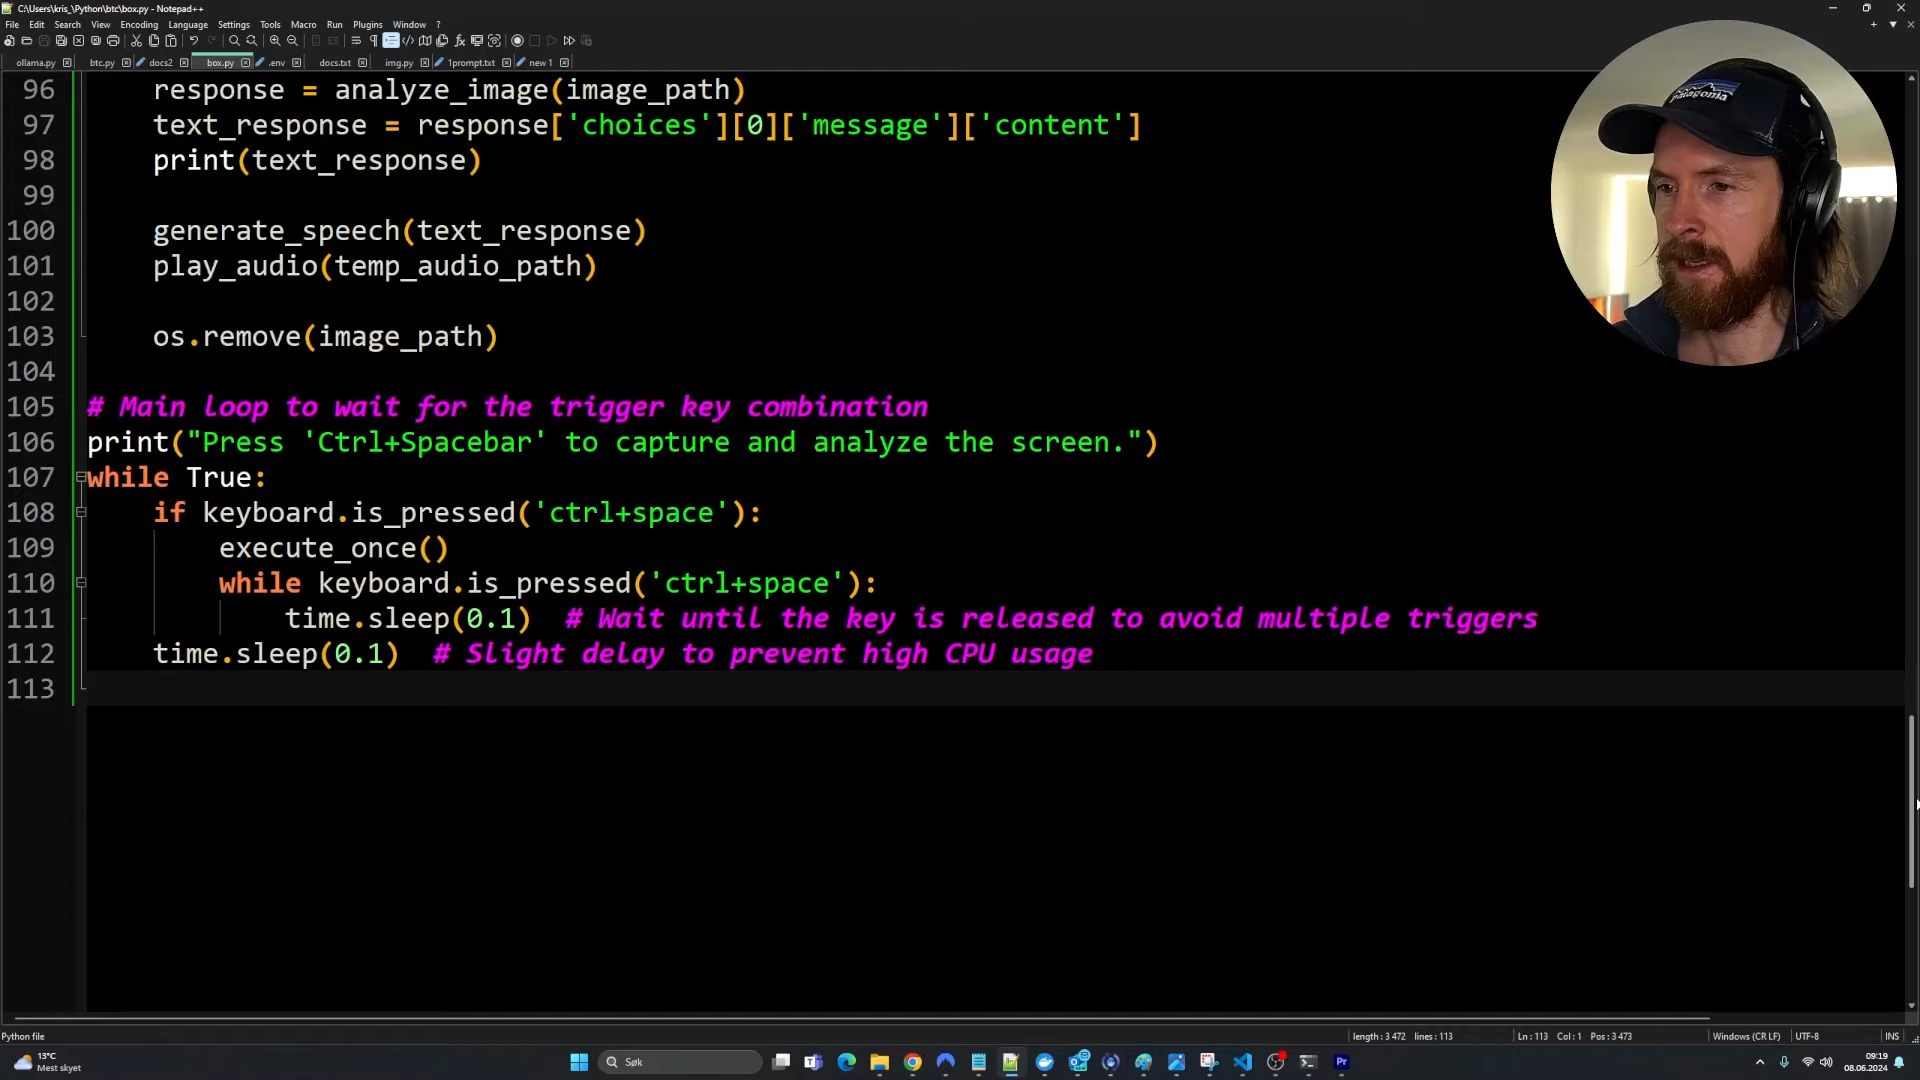 C:\Users\kris_\Python\btc\box.py - Notepad++
File Edit Search View Encoding Language Settings Tools Macro Run Plugins Window ?
ollama.py btc.py docs2 box.py .env docs.txt img.py 1prompt.txt new 1
96 response = analyze_image(image_path)
97 text_response = response['choices'][0]['message']['content']
98 print(text_response)
99
100 generate_speech(text_response)
101 play_audio(temp_audio_path)
102
103 os.remove(image_path)
104
105 # Main loop to wait for the trigger key combination
106 print("Press 'Ctrl+Spacebar' to capture and analyze the screen.")
107 while True:
108 if keyboard.is_pressed('ctrl+space'):
109 execute_once()
110 while keyboard.is_pressed('ctrl+space'):
111 time.sleep(0.1)  # Wait until the key is released to avoid multiple triggers
112 time.sleep(0.1)  # Slight delay to prevent high CPU usage
113
patagonia
Python file length : 3 472 lines : 113 Ln : 113 Col : 1 Pos : 3 473 Windows (CR LF) UTF-8 INS
13°C
Mest skyet
Søk
Pr
09:19
08.06.2024